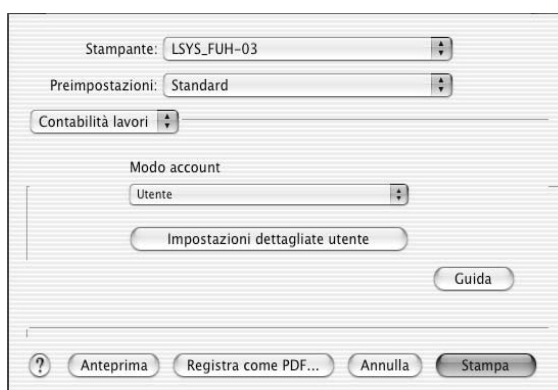 Stampante: LSYS_FUH-03
Preimpostazioni: Standard
Contabilità lavori
Modo account
Utente
Impostazioni dettagliate utente
Guida
? Anteprima Registra come PDF... Annulla Stampa